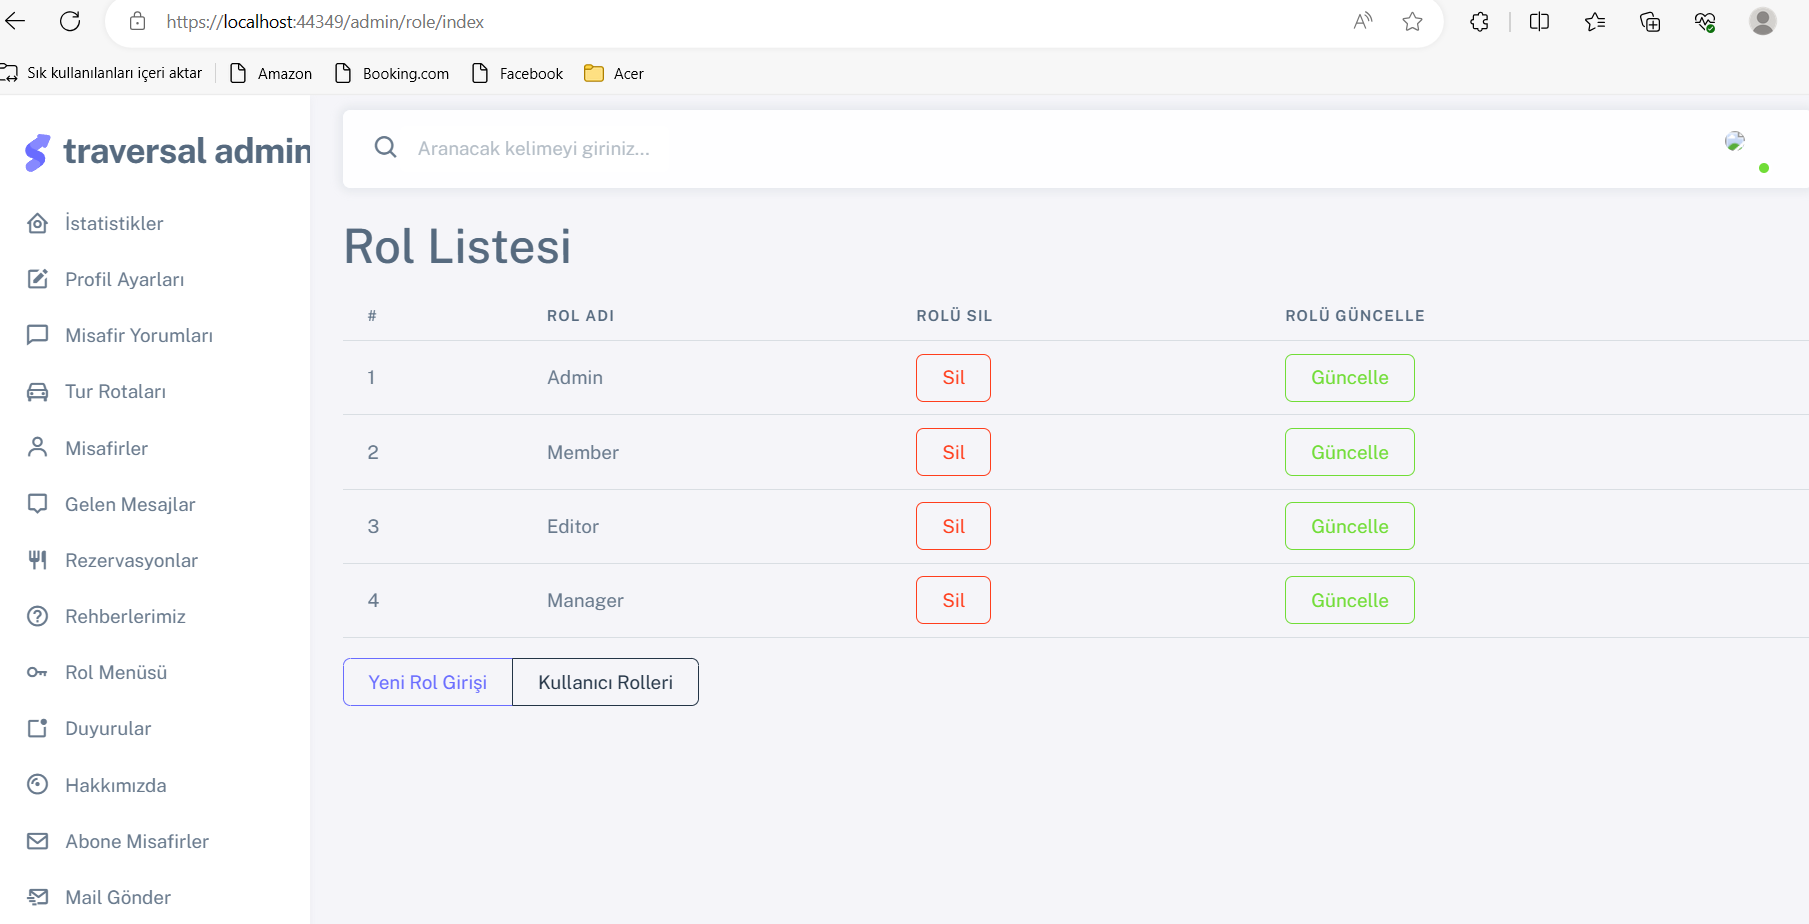 https://localhost:44349/admin/role/index
Sık kullanılanları içeri aktar
Amazon
Booking.com
Facebook
Acer
traversal admin
Aranacak kelimeyi giriniz...
İstatistikler
Profil Ayarları
Misafir Yorumları
Tur Rotaları
Misafirler
Gelen Mesajlar
Rezervasyonlar
Rehberlerimiz
Rol Menüsü
Duyurular
Hakkımızda
Abone Misafirler
Mail Gönder
Rol Listesi
# ROL ADI ROLÜ SIL ROLÜ GÜNCELLE
1 Admin Sil Güncelle
2 Member Sil Güncelle
3 Editor Sil Güncelle
4 Manager Sil Güncelle
Yeni Rol Girişi Kullanıcı Rolleri